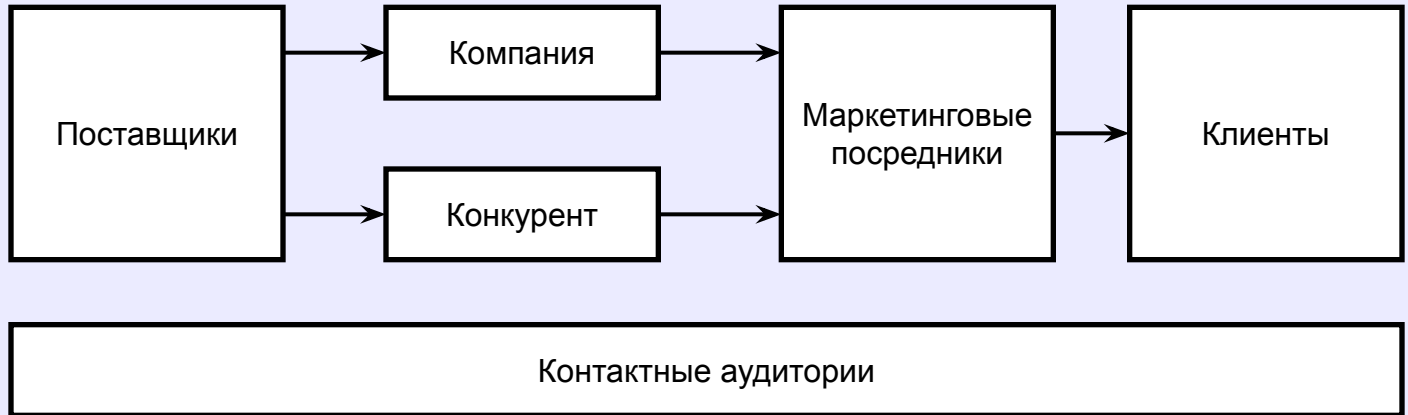 Поставщики
Компания
Конкурент
Маркетинговые
посредники
Клиенты
Контактные аудитории